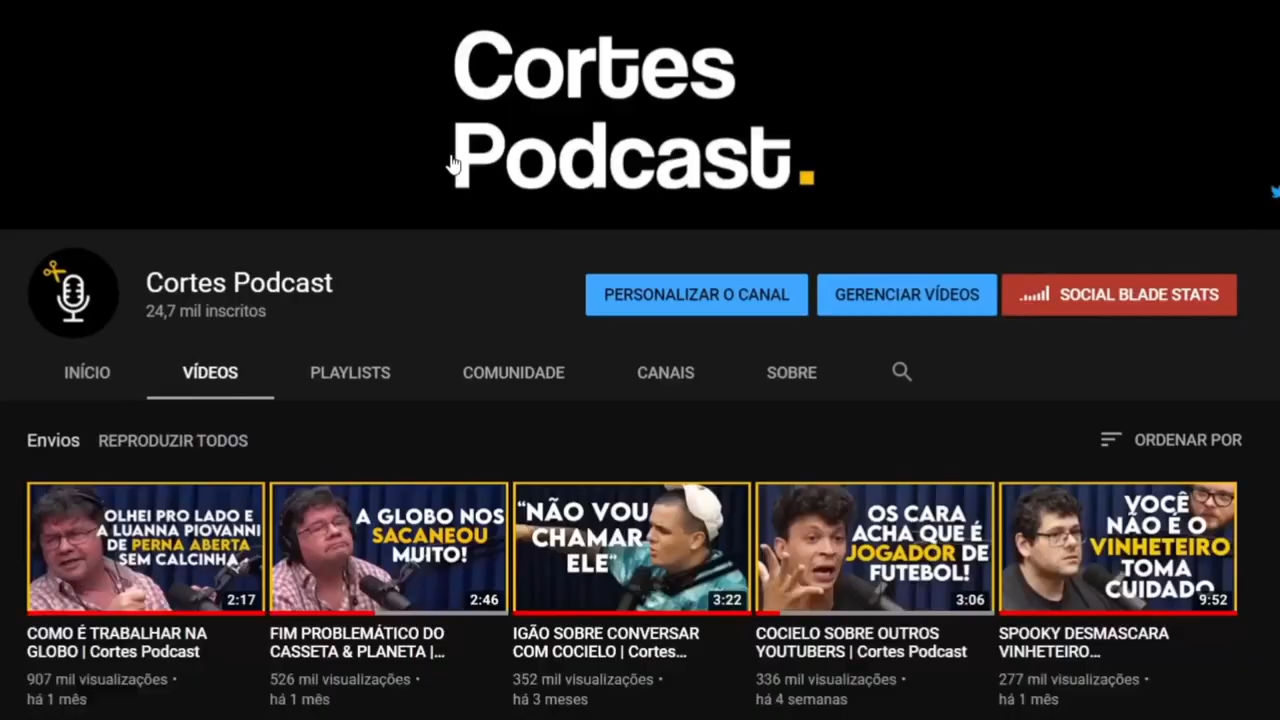 Cortes
Podcast.
Cortes Podcast
24,7 mil inscritos
PERSONALIZAR O CANAL
GERENCIAR VÍDEOS
SOCIAL BLADE STATS
INÍCIO
VÍDEOS
PLAYLISTS
COMUNIDADE
CANAIS
SOBRE
Envios
REPRODUZIR TODOS
ORDENAR POR
OLHEI PRO LADO E
A LUANNA PIOVANNI
DE PERNA ABERTA
SEM CALCINHA
2:17
COMO É TRABALHAR NA
GLOBO | Cortes Podcast
907 mil visualizações •
há 1 mês
A GLOBO NOS
SACANEOU
MUITO!
2:46
FIM PROBLEMÁTICO DO
CASSETA & PLANETA |...
526 mil visualizações •
há 1 mês
"NÃO VOU
CHAMAR
ELE"
3:22
IGÃO SOBRE CONVERSAR
COM COCIELO | Cortes...
352 mil visualizações •
há 3 meses
OS CARA
ACHA QUE É
JOGADOR DE
FUTEBOL!
3:06
COCIELO SOBRE OUTROS
YOUTUBERS | Cortes Podcast
336 mil visualizações •
há 4 semanas
VOCÊ
NÃO É O
VINHETEIRO
TOMA
CUIDADO
9:52
SPOOKY DESMASCARA
VINHETEIRO...
277 mil visualizações •
há 1 mês